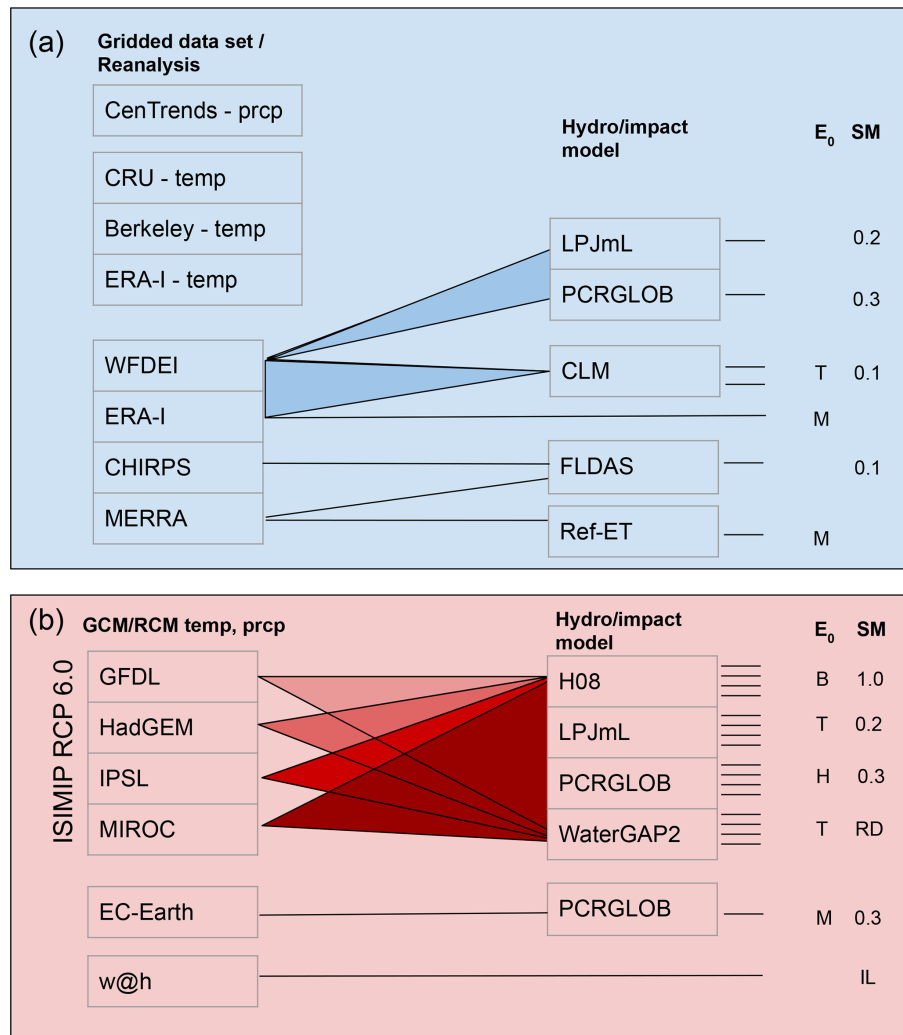 (a)
Gridded data set /
Reanalysis
CenTrends - prcp
CRU - temp
Berkeley - temp
ERA-I - temp
WFDEI
ERA-I
CHIRPS
MERRA
Hydro/impact
model
LPJmL
PCRGLOB
CLM
FLDAS
Ref-ET
E₀ SM
0.2
0.3
T 0.1
M
0.1
M
(b)
GCM/RCM temp, prcp
ISIMIP RCP 6.0
GFDL
HadGEM
IPSL
MIROC
EC-Earth
w@h
Hydro/impact
model
H08
LPJmL
PCRGLOB
WaterGAP2
PCRGLOB
E₀ SM
B 1.0
T 0.2
H 0.3
T RD
M 0.3
IL